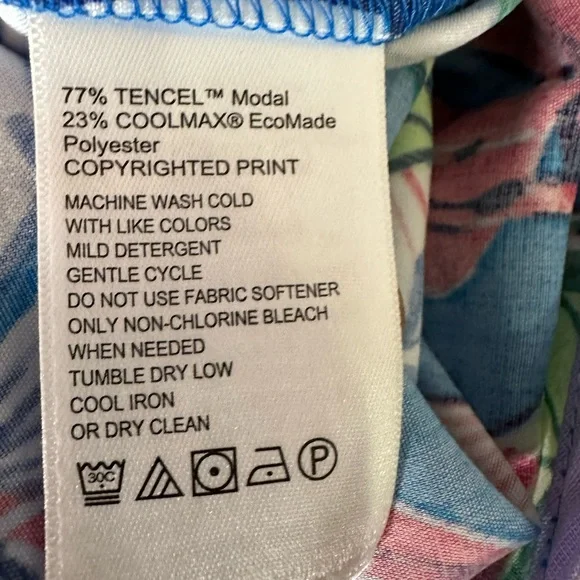 77% TENCEL™ Modal
23% COOLMAX® EcoMade
Polyester
COPYRIGHTED PRINT
MACHINE WASH COLD
WITH LIKE COLORS
MILD DETERGENT
GENTLE CYCLE
DO NOT USE FABRIC SOFTENER
ONLY NON-CHLORINE BLEACH
WHEN NEEDED
TUMBLE DRY LOW
COOL IRON
OR DRY CLEAN
30C P